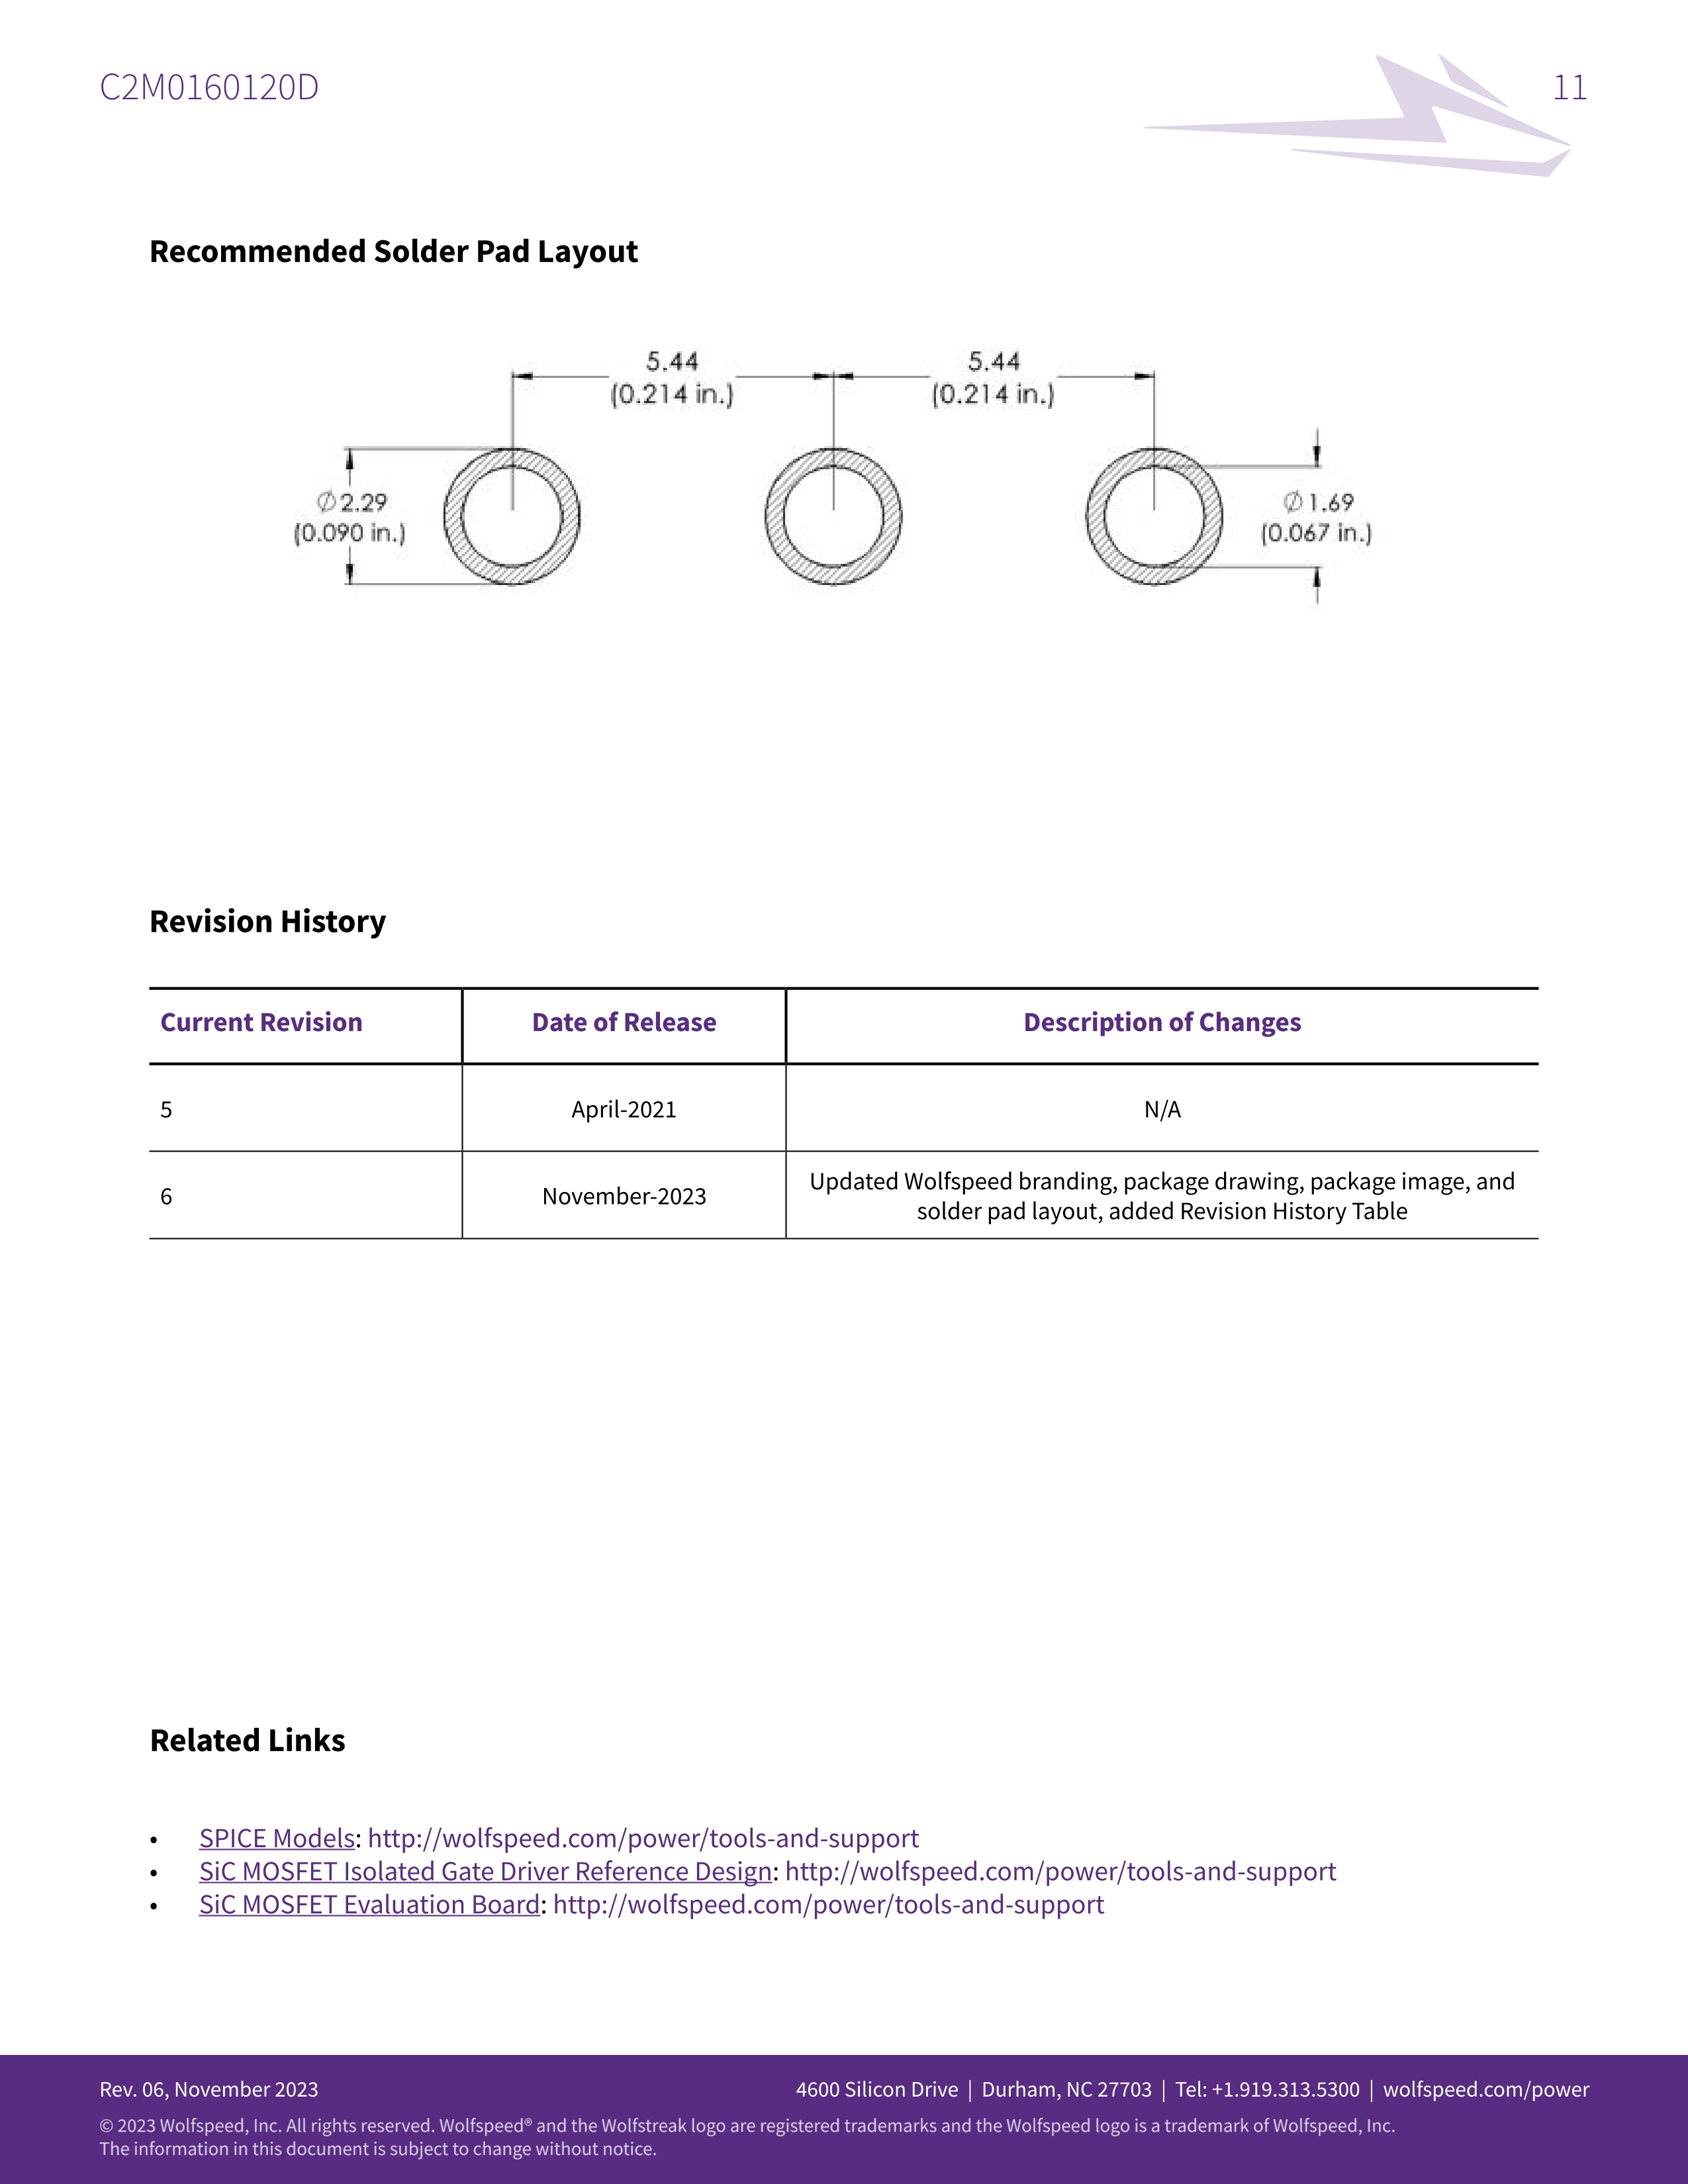 C2M0160120D
11
Recommended Solder Pad Layout
5.44
(0.214 in.)
5.44
(0.214 in.)
∅2.29
(0.090 in.)
∅1.69
(0.067 in.)
Revision History
Current Revision Date of Release Description of Changes
5 April-2021 N/A
6 November-2023 Updated Wolfspeed branding, package drawing, package image, and
solder pad layout, added Revision History Table
Related Links
• SPICE Models: http://wolfspeed.com/power/tools-and-support
• SiC MOSFET Isolated Gate Driver Reference Design: http://wolfspeed.com/power/tools-and-support
• SiC MOSFET Evaluation Board: http://wolfspeed.com/power/tools-and-support
Rev. 06, November 2023
4600 Silicon Drive | Durham, NC 27703 | Tel: +1.919.313.5300 | wolfspeed.com/power
© 2023 Wolfspeed, Inc. All rights reserved. Wolfspeed® and the Wolfstreak logo are registered trademarks and the Wolfspeed logo is a trademark of Wolfspeed, Inc.
The information in this document is subject to change without notice.